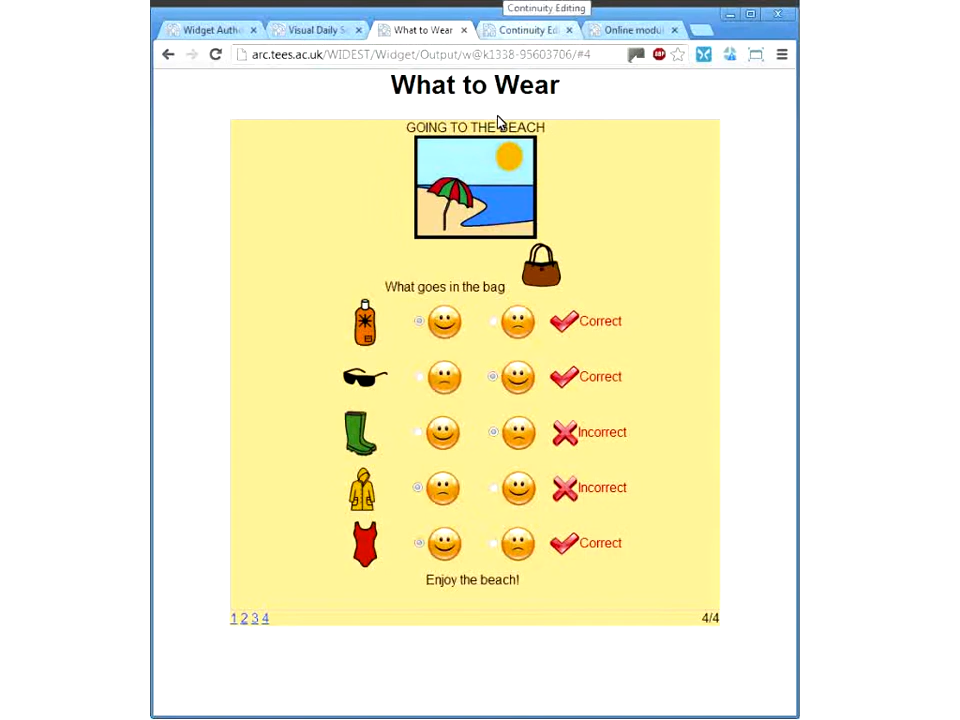 Continuity Editing
Widget Autho
Visual Daily S
What to Wear
Continuity Edi
Online modul
arc.tees.ac.uk/WIDEST/Widget/Output/w@k1338-95603706/#4
What to Wear
GOING TO THE BEACH
What goes in the bag
Correct
Correct
Incorrect
Incorrect
Correct
Enjoy the beach!
1 2 3 4
4/4